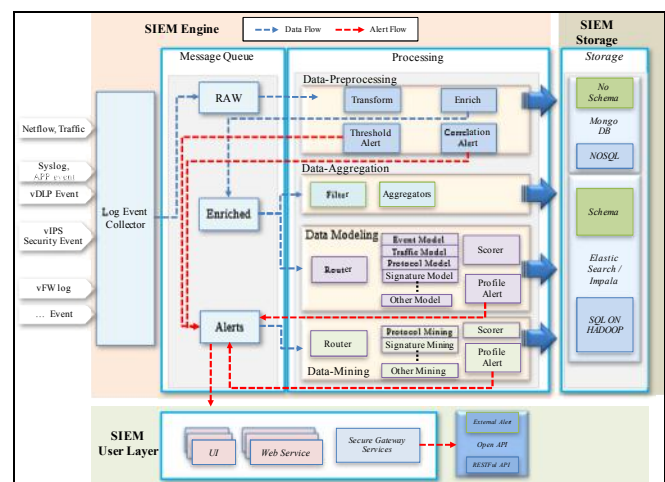 SIEM Engine
Data Flow
Alert Flow
SIEM
Storage
Message Queue
Processing
Storage
Data-Preprocessing
RAW
Transform
Enrich
Threshold
Alert
Correlation
Alert
No
Schema
Mongo
DB
NOSQL
Netflow, Traffic
Syslog,
APP event
vDLP Event
vIPS
Security Event
vFW log
... Event
Log Event
Collector
Data-Aggregation
Enriched
Filter
Aggregators
Schema
Data Modeling
Router
Event Model
Traffic Model
Protocol Model
Signature Model
Other Model
Scorer
Profile
Alert
Elastic
Search /
Impala
Alerts
Router
Protocol Mining
Signature Mining
Other Mining
Scorer
Profile
Alert
Data-Mining
SQL ON
HADOOP
SIEM
User Layer
UI
Web Service
Secure Gateway
Services
External Alert
Open API
RESTFul API